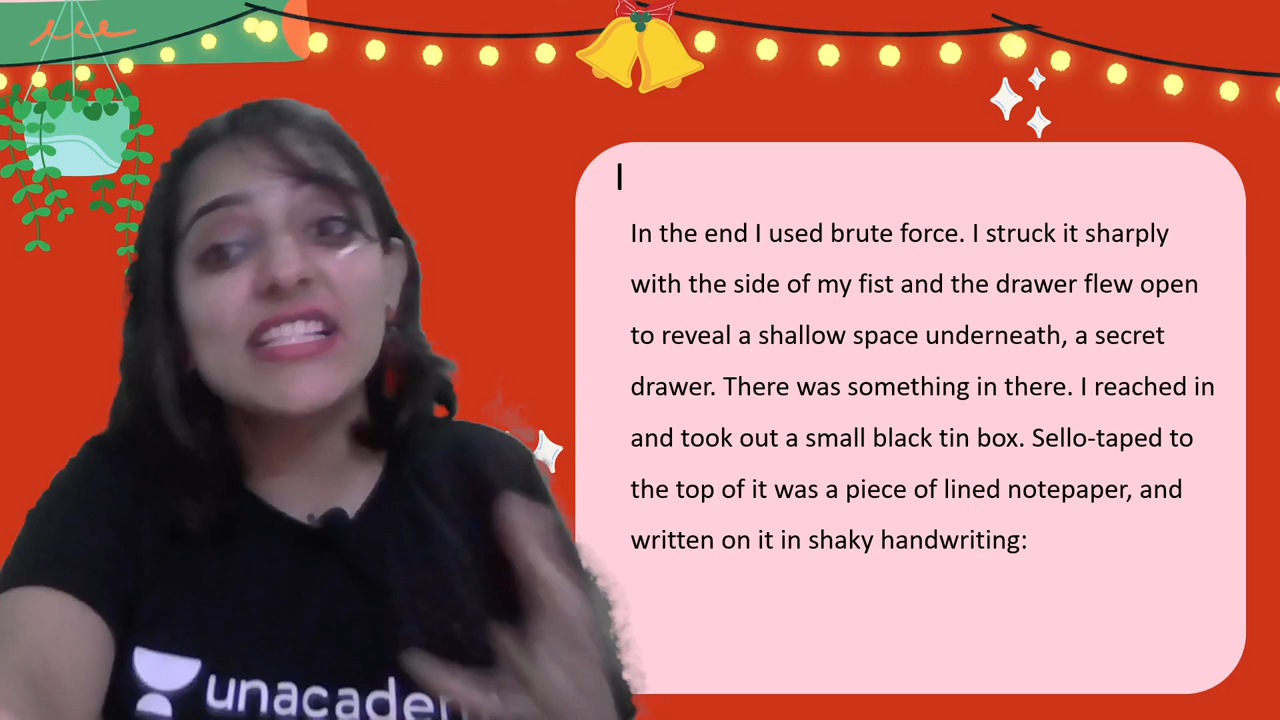 I
In the end I used brute force. I struck it sharply
with the side of my fist and the drawer flew open
to reveal a shallow space underneath, a secret
drawer. There was something in there. I reached in
and took out a small black tin box. Sello-taped to
the top of it was a piece of lined notepaper, and
written on it in shaky handwriting: